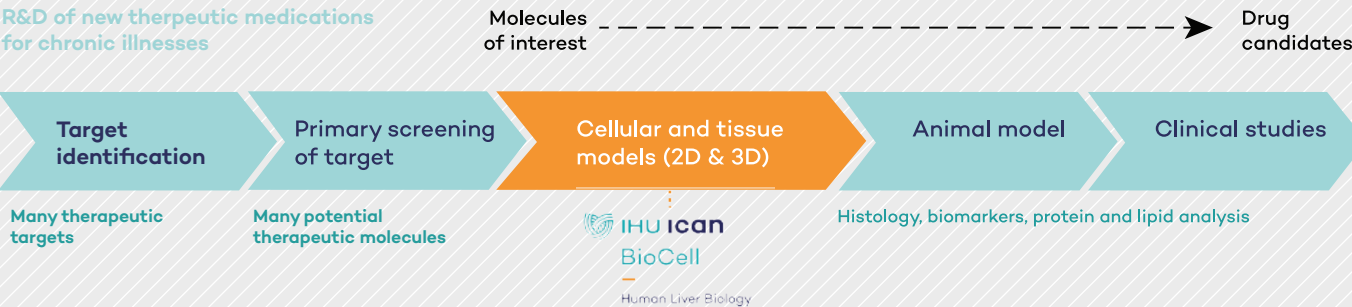 R&D of new therpeutic medications
for chronic illnesses
Molecules
of interest
Drug
candidates
Target
identification
Primary screening
of target
Cellular and tissue
models (2D & 3D)
Animal model
Clinical studies
Many therapeutic
targets
Many potential
therapeutic molecules
IHU ican
BioCell
Human Liver Biology
Histology, biomarkers, protein and lipid analysis